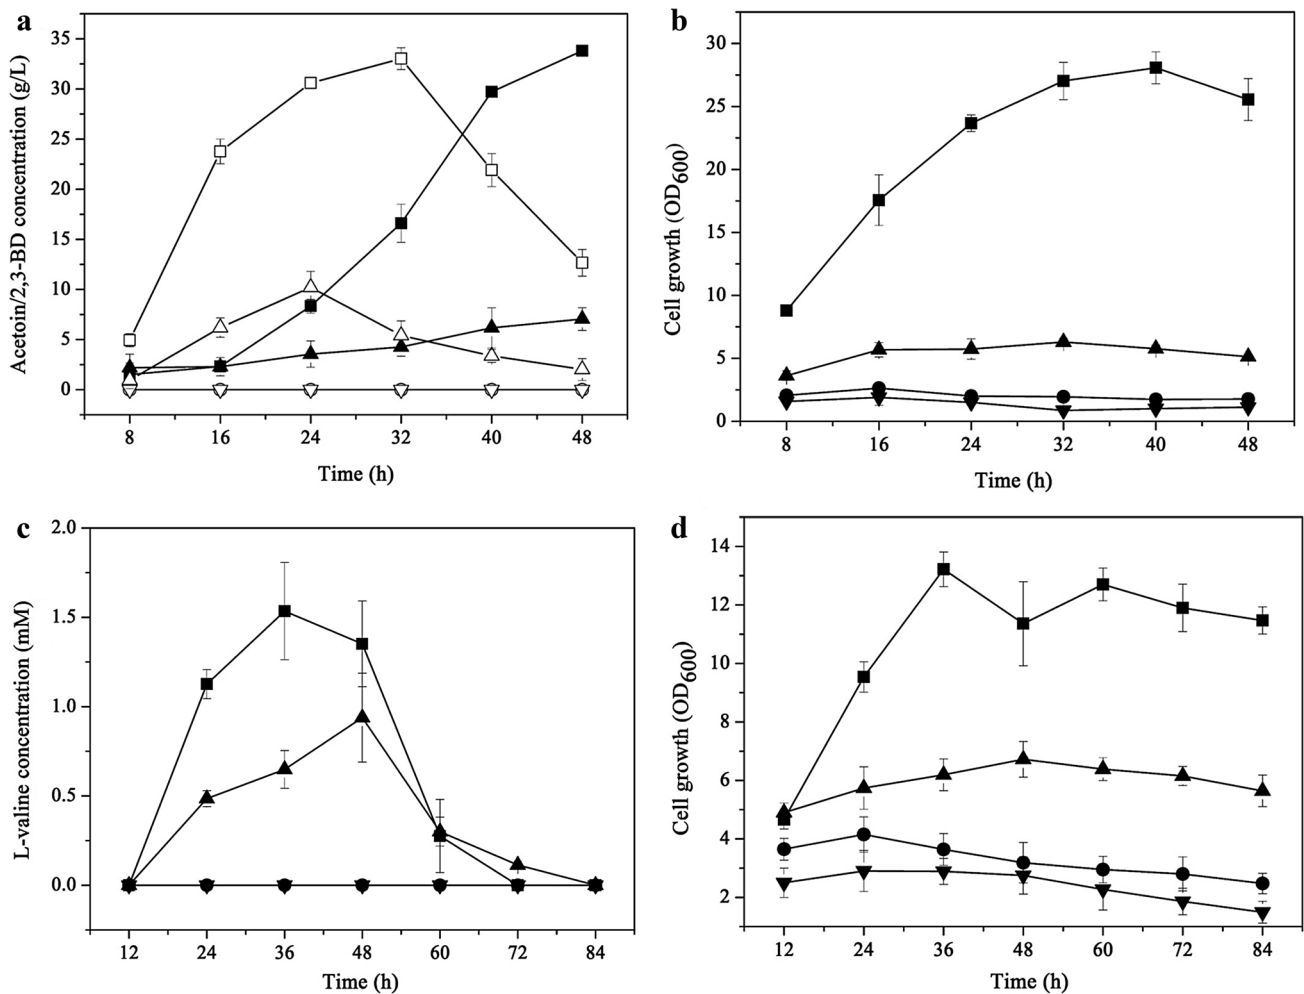 a
Acetoin/2,3-BD concentration (g/L)
35
30
25
20
15
10
5
0
8 16 24 32 40 48
Time (h)
b
Cell growth (OD600)
30
25
20
15
10
5
0
8 16 24 32 40 48
Time (h)
c
L-valine concentration (mM)
2.0
1.5
1.0
0.5
0.0
12 24 36 48 60 72 84
Time (h)
d
Cell growth (OD600)
14
12
10
8
6
4
2
12 24 36 48 60 72 84
Time (h)